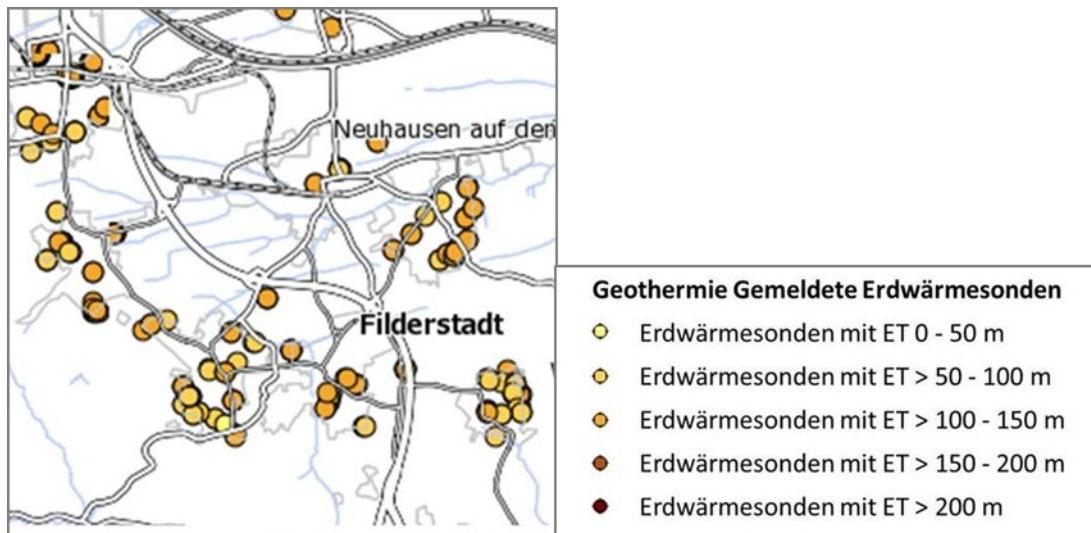 Neuhausen auf den
Filderstadt
Geothermie Gemeldete Erdwärmesonden
Erdwärmesonden mit ET 0 - 50 m
Erdwärmesonden mit ET > 50 - 100 m
Erdwärmesonden mit ET > 100 - 150 m
Erdwärmesonden mit ET > 150 - 200 m
Erdwärmesonden mit ET > 200 m